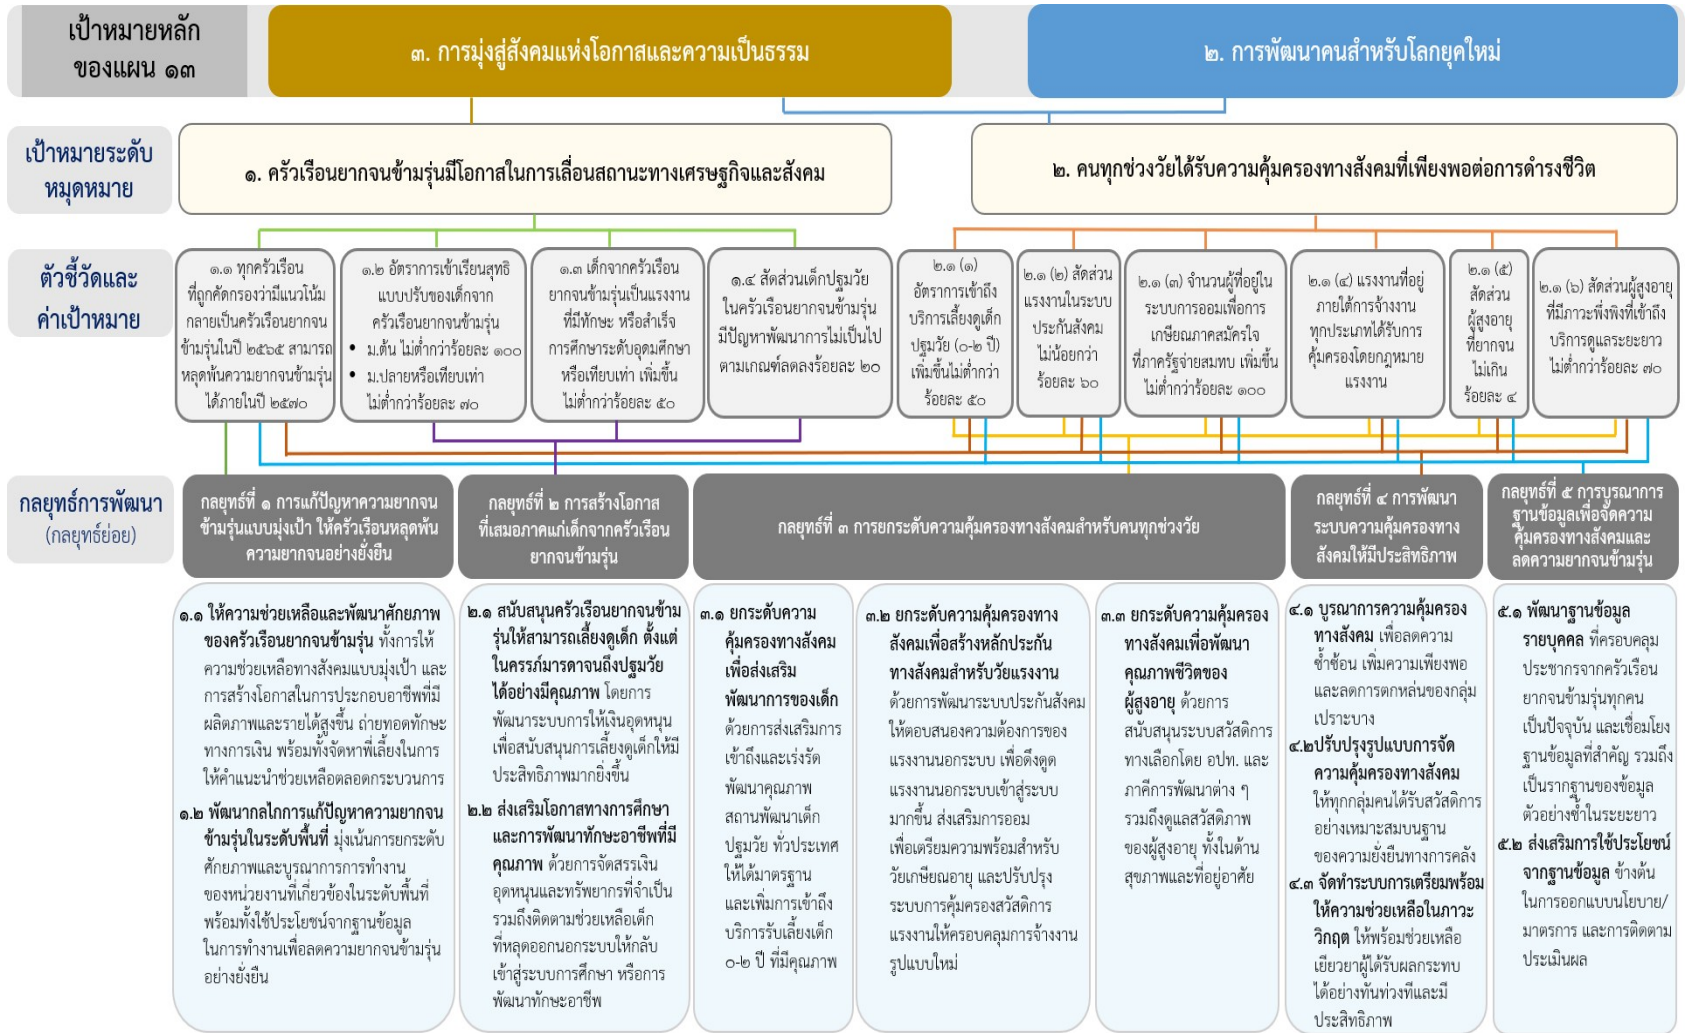 เป้าหมายหลัก
ของแผน ๑๓
๓. การมุ่งสู่สังคมแห่งโอกาสและความเป็นธรรม
๒. การพัฒนาคนสำหรับโลกยุคใหม่
เป้าหมายระดับ
หมุดหมาย
๑. ครัวเรือนยากจนข้ามรุ่นมีโอกาสในการเลื่อนสถานะทางเศรษฐกิจและสังคม
๒. คนทุกช่วงวัยได้รับความคุ้มครองทางสังคมที่เพียงพอต่อการดำรงชีวิต
ตัวชี้วัดและ
ค่าเป้าหมาย
๑.๑ ทุกครัวเรือน
ที่ถูกคัดกรองว่ามีแนวโน้ม
กลายเป็นครัวเรือนยากจน
ข้ามรุ่นในปี ๒๕๖๕ สามารถ
หลุดพ้นความยากจนข้ามรุ่น
ได้ภายในปี ๒๕๗๐
๑.๒ อัตราการเข้าเรียนสุทธิ
แบบปรับของเด็กจาก
ครัวเรือนยากจนข้ามรุ่น
• ม.ต้น ไม่ต่ำกว่าร้อยละ ๑๐๐
• ม.ปลายหรือเทียบเท่า
ไม่ต่ำกว่าร้อยละ ๗๐
๑.๓ เด็กจากครัวเรือน
ยากจนข้ามรุ่นเป็นแรงงาน
ที่มีทักษะ หรือสำเร็จ
การศึกษาระดับอุดมศึกษา
หรือเทียบเท่า เพิ่มขึ้น
ไม่ต่ำกว่าร้อยละ ๕๐
๑.๔ สัดส่วนเด็กปฐมวัย
ในครัวเรือนยากจนข้ามรุ่น
มีปัญหาพัฒนาการไม่เป็นไป
ตามเกณฑ์ลดลงร้อยละ ๒๐
๒.๑ (๑)
อัตราการเข้าถึง
บริการเลี้ยงดูเด็ก
ปฐมวัย (๐-๒ ปี)
เพิ่มขึ้นไม่ต่ำกว่า
ร้อยละ ๕๐
๒.๑ (๒) สัดส่วน
แรงงานในระบบ
ประกันสังคม
ไม่น้อยกว่า
ร้อยละ ๖๐
๒.๑ (๓) จำนวนผู้ที่อยู่ใน
ระบบการออมเพื่อการ
เกษียณภาคสมัครใจ
ที่ภาครัฐจ่ายสมทบ เพิ่มขึ้น
ไม่ต่ำกว่าร้อยละ ๑๐๐
๒.๑ (๔) แรงงานที่อยู่
ภายใต้การจ้างงาน
ทุกประเภทได้รับการ
คุ้มครองโดยกฎหมาย
แรงงาน
๒.๑ (๕)
สัดส่วน
ผู้สูงอายุ
ที่ยากจน
ไม่เกิน
ร้อยละ ๔
๒.๑ (๖) สัดส่วนผู้สูงอายุ
ที่มีภาวะพึ่งพิงที่เข้าถึง
บริการดูแลระยะยาว
ไม่ต่ำกว่าร้อยละ ๗๐
กลยุทธ์การพัฒนา
(กลยุทธ์ย่อย)
กลยุทธ์ที่ ๑ การแก้ปัญหาความยากจน
ข้ามรุ่นแบบมุ่งเป้า ให้ครัวเรือนหลุดพ้น
ความยากจนอย่างยั่งยืน
กลยุทธ์ที่ ๒ การสร้างโอกาส
ที่เสมอภาคแก่เด็กจากครัวเรือน
ยากจนข้ามรุ่น
กลยุทธ์ที่ ๓ การยกระดับความคุ้มครองทางสังคมสำหรับคนทุกช่วงวัย
กลยุทธ์ที่ ๔ การพัฒนา
ระบบความคุ้มครองทาง
สังคมให้มีประสิทธิภาพ
กลยุทธ์ที่ ๕ การบูรณาการ
ฐานข้อมูลเพื่อจัดความ
คุ้มครองทางสังคมและ
ลดความยากจนข้ามรุ่น
๑.๑ ให้ความช่วยเหลือและพัฒนาศักยภาพ
ของครัวเรือนยากจนข้ามรุ่น ทั้งการให้
ความช่วยเหลือทางสังคมแบบมุ่งเป้า และ
การสร้างโอกาสในการประกอบอาชีพที่มี
ผลิตภาพและรายได้สูงขึ้น ถ่ายทอดทักษะ
ทางการเงิน พร้อมทั้งจัดหาพี่เลี้ยงในการ
ให้คำแนะนำช่วยเหลือตลอดกระบวนการ
๑.๒ พัฒนากลไกการแก้ปัญหาความยากจน
ข้ามรุ่นในระดับพื้นที่ มุ่งเน้นการยกระดับ
ศักยภาพและบูรณาการการทำงาน
ของหน่วยงานที่เกี่ยวข้องในระดับพื้นที่
พร้อมทั้งใช้ประโยชน์จากฐานข้อมูล
ในการทำงานเพื่อลดความยากจนข้ามรุ่น
อย่างยั่งยืน
๒.๑ สนับสนุนครัวเรือนยากจนข้าม
รุ่นให้สามารถเลี้ยงดูเด็ก ตั้งแต่
ในครรภ์มารดาจนถึงปฐมวัย
ได้อย่างมีคุณภาพ โดยการ
พัฒนาระบบการให้เงินอุดหนุน
เพื่อสนับสนุนการเลี้ยงดูเด็กให้มี
ประสิทธิภาพมากยิ่งขึ้น
๒.๒ ส่งเสริมโอกาสทางการศึกษา
และการพัฒนาทักษะอาชีพที่มี
คุณภาพ ด้วยการจัดสรรเงิน
อุดหนุนและทรัพยากรที่จำเป็น
รวมถึงติดตามช่วยเหลือเด็ก
ที่หลุดออกนอกระบบให้กลับ
เข้าสู่ระบบการศึกษา หรือการ
พัฒนาทักษะอาชีพ
๓.๑ ยกระดับความ
คุ้มครองทางสังคม
เพื่อส่งเสริม
พัฒนาการของเด็ก
ด้วยการส่งเสริมการ
เข้าถึงและเร่งรัด
พัฒนาคุณภาพ
สถานพัฒนาเด็ก
ปฐมวัย ทั่วประเทศ
ให้ได้มาตรฐาน
และเพิ่มการเข้าถึง
บริการรับเลี้ยงเด็ก
๐-๒ ปี ที่มีคุณภาพ
๓.๒ ยกระดับความคุ้มครองทาง
สังคมเพื่อสร้างหลักประกัน
ทางสังคมสำหรับวัยแรงงาน
ด้วยการพัฒนาระบบประกันสังคม
ให้ตอบสนองความต้องการของ
แรงงานนอกระบบ เพื่อดึงดูด
แรงงานนอกระบบเข้าสู่ระบบ
มากขึ้น ส่งเสริมการออม
เพื่อเตรียมความพร้อมสำหรับ
วัยเกษียณอายุ และปรับปรุง
ระบบการคุ้มครองสวัสดิการ
แรงงานให้ครอบคลุมการจ้างงาน
รูปแบบใหม่
๓.๓ ยกระดับความคุ้มครอง
ทางสังคมเพื่อพัฒนา
คุณภาพชีวิตของ
ผู้สูงอายุ ด้วยการ
สนับสนุนระบบสวัสดิการ
ทางเลือกโดย อปท. และ
ภาคีการพัฒนาต่าง ๆ
รวมถึงดูแลสวัสดิภาพ
ของผู้สูงอายุ ทั้งในด้าน
สุขภาพและที่อยู่อาศัย
๔.๑ บูรณาการความคุ้มครอง
ทางสังคม เพื่อลดความ
ซ้ำซ้อน เพิ่มความเพียงพอ
และลดการตกหล่นของกลุ่ม
เปราะบาง
๔.๒ปรับปรุงรูปแบบการจัด
ความคุ้มครองทางสังคม
ให้ทุกกลุ่มคนได้รับสวัสดิการ
อย่างเหมาะสมบนฐาน
ของความยั่งยืนทางการคลัง
๔.๓ จัดทำระบบการเตรียมพร้อม
ให้ความช่วยเหลือในภาวะ
วิกฤต ให้พร้อมช่วยเหลือ
เยียวยาผู้ได้รับผลกระทบ
ได้อย่างทันท่วงทีและมี
ประสิทธิภาพ
๕.๑ พัฒนาฐานข้อมูล
รายบุคคล ที่ครอบคลุม
ประชากรจากครัวเรือน
ยากจนข้ามรุ่นทุกคน
เป็นปัจจุบัน และเชื่อมโยง
ฐานข้อมูลที่สำคัญ รวมถึง
เป็นรากฐานของข้อมูล
ตัวอย่างซ้ำในระยะยาว
๕.๒ ส่งเสริมการใช้ประโยชน์
จากฐานข้อมูล ข้างต้น
ในการออกแบบนโยบาย/
มาตรการ และการติดตาม
ประเมินผล